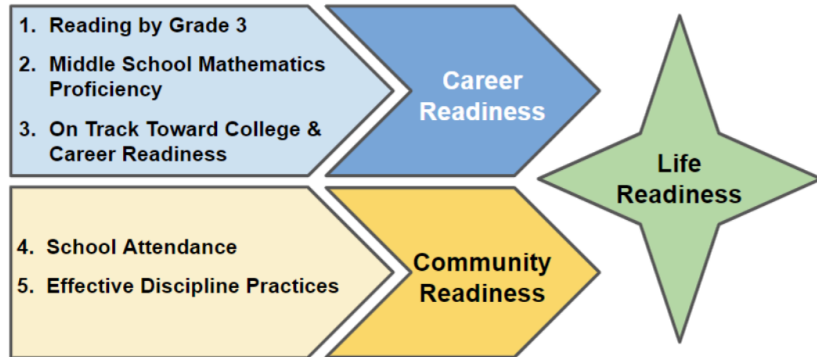 1. Reading by Grade 3
2. Middle School Mathematics
Proficiency
3. On Track Toward College &
Career Readiness
Career
Readiness
4. School Attendance
5. Effective Discipline Practices
Community
Readiness
Life
Readiness